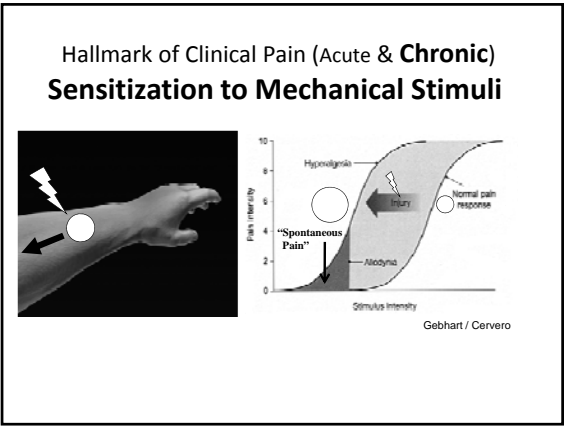 Hallmark of Clinical Pain (Acute & Chronic)
Sensitization to Mechanical Stimuli
10
8
6
4
2
0
Pain Intensity
Hyperalgesia
Injury
Normal pain
response
"Spontaneous
Pain"
Allodynia
Stimulus Intensity
Gebhart / Cervero